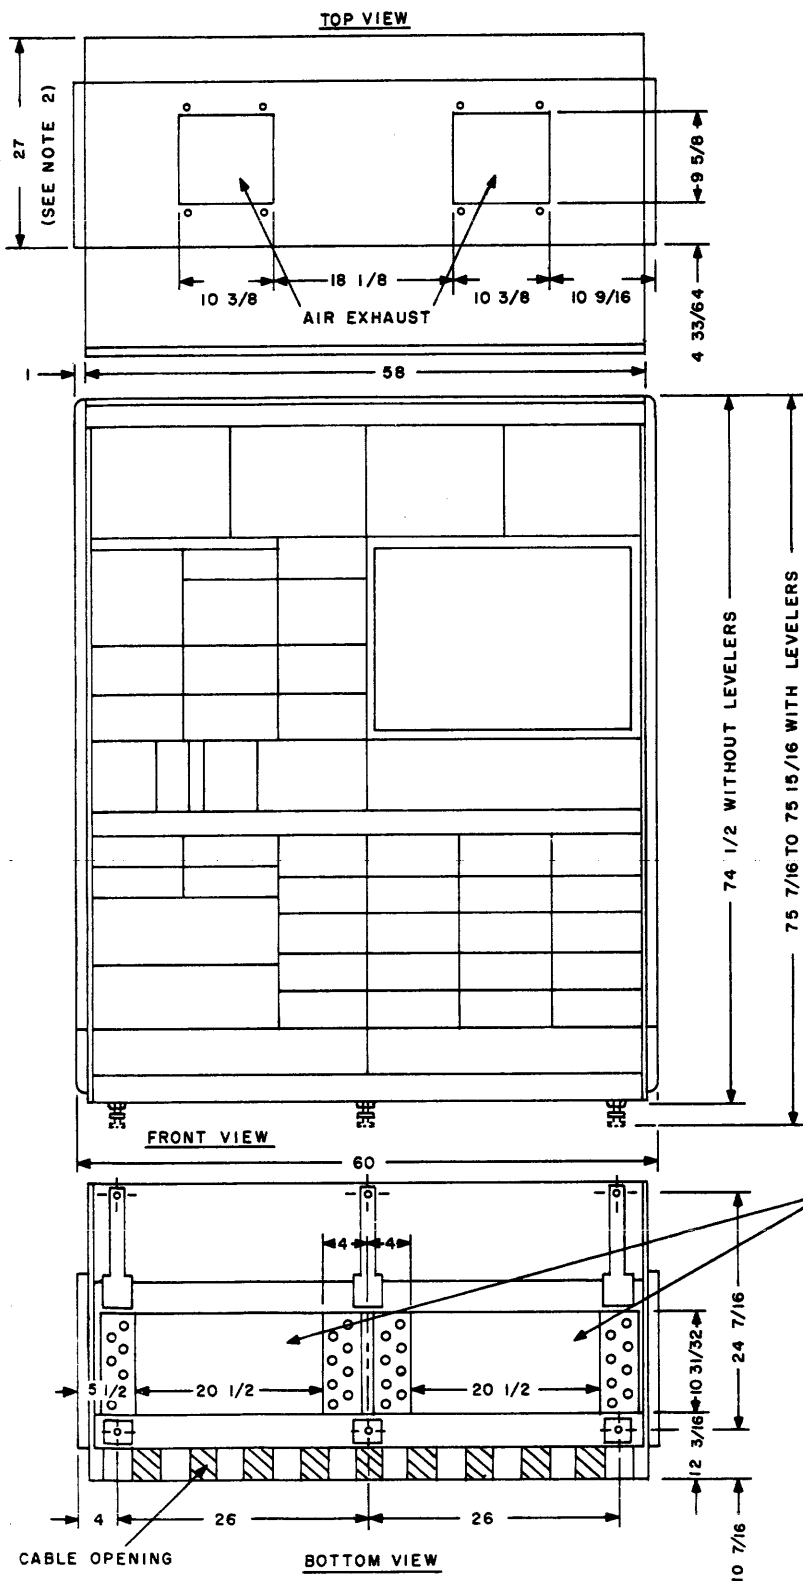 TOP VIEW
27
(SEE NOTE 2)
9 5/8
18 1/8
10 3/8
10 3/8
10 9/16
AIR EXHAUST
4 33/64
1
58
74 1/2 WITHOUT LEVELERS
75 7/16 TO 75 15/16 WITH LEVELERS
FRONT VIEW
60
4
4
24 7/16
10 31/32
5 1/2
20 1/2
20 1/2
12 3/16
4
26
26
10 7/16
CABLE OPENING
BOTTOM VIEW